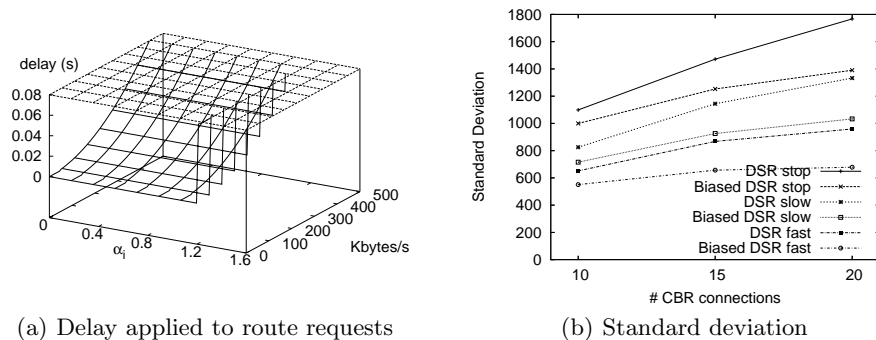 delay (s)
0.08
0.06
0.04
0.02
0
0
0.4
0.8
1.2
1.6
αi
0
100
200
300
400
500
Kbytes/s
(a) Delay applied to route requests
1800
1600
1400
1200
1000
800
600
400
200
0
Standard Deviation
DSR stop
Biased DSR stop
DSR slow
Biased DSR slow
DSR fast
Biased DSR fast
10
15
20
# CBR connections
(b) Standard deviation